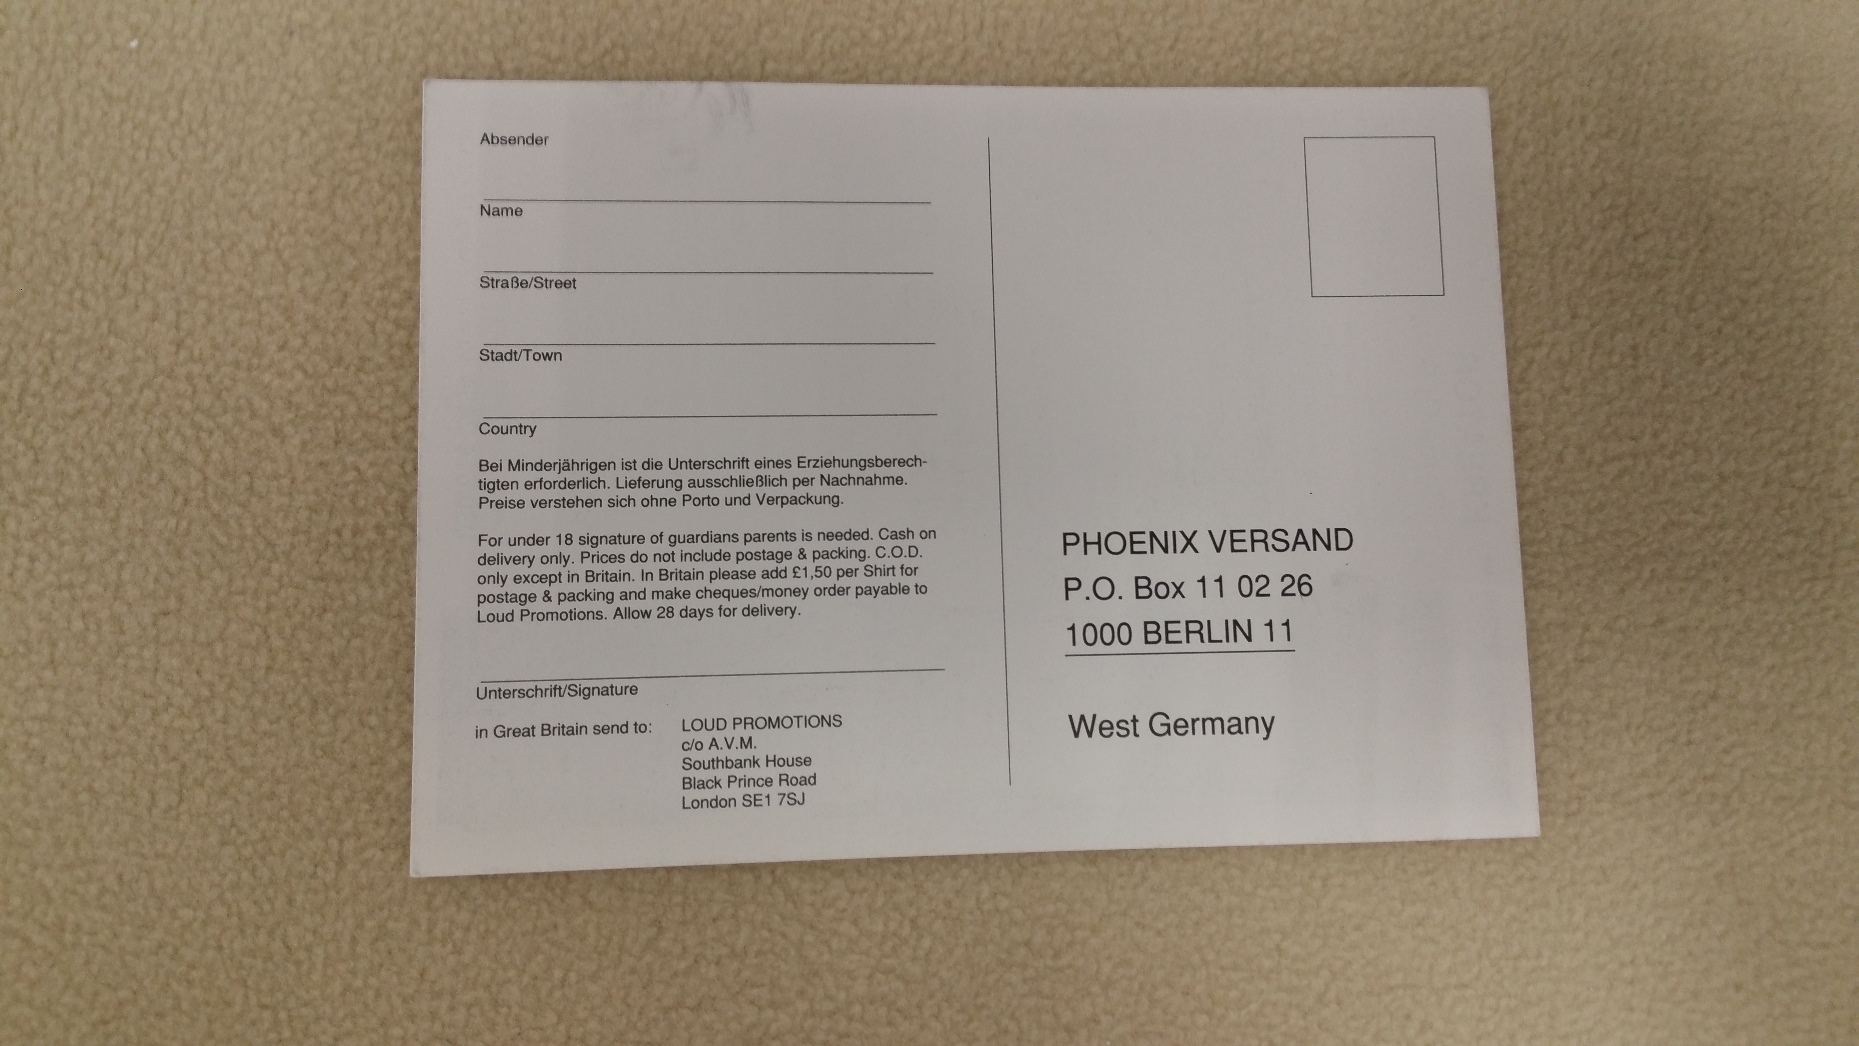 Absender
Name
Straße/Street
Stadt/Town
Country
Bei Minderjährigen ist die Unterschrift eines Erziehungsberech-
tigten erforderlich. Lieferung ausschließlich per Nachnahme.
Preise verstehen sich ohne Porto und Verpackung.
For under 18 signature of guardians parents is needed. Cash on
delivery only. Prices do not include postage & packing. C.O.D.
only except in Britain. In Britain please add £1,50 per Shirt for
postage & packing and make cheques/money order payable to
Loud Promotions. Allow 28 days for delivery.
Unterschrift/Signature
in Great Britain send to:
LOUD PROMOTIONS
c/o A.V.M.
Southbank House
Black Prince Road
London SE1 7SJ
PHOENIX VERSAND
P.O. Box 11 02 26
1000 BERLIN 11
West Germany